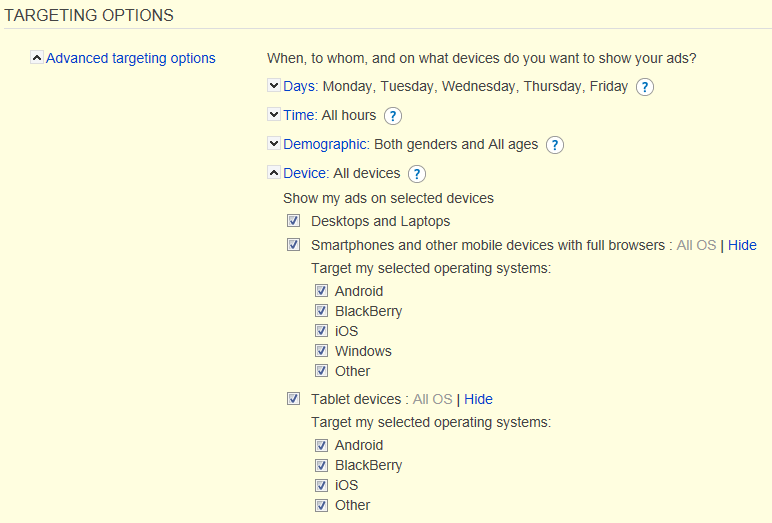 TARGETING OPTIONS
Advanced targeting options
When, to whom, and on what devices do you want to show your ads?
Days: Monday, Tuesday, Wednesday, Thursday, Friday ?
Time: All hours ?
Demographic: Both genders and All ages ?
Device: All devices ?
Show my ads on selected devices
Desktops and Laptops
Smartphones and other mobile devices with full browsers : All OS | Hide
Target my selected operating systems:
Android
BlackBerry
iOS
Windows
Other
Tablet devices : All OS | Hide
Target my selected operating systems:
Android
BlackBerry
iOS
Other